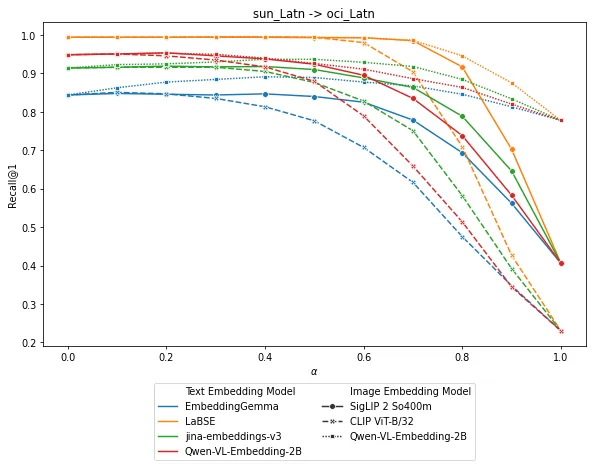 sun_Latn -> oci_Latn
1.0
0.9
0.8
0.7
0.6
0.5
0.4
0.3
0.2
Recall@1
0.0 0.2 0.4 0.6 0.8 1.0
α
Text Embedding Model Image Embedding Model
EmbeddingGemma SigLIP 2 So400m
LaBSE CLIP ViT-B/32
jina-embeddings-v3 Qwen-VL-Embedding-2B
Qwen-VL-Embedding-2B